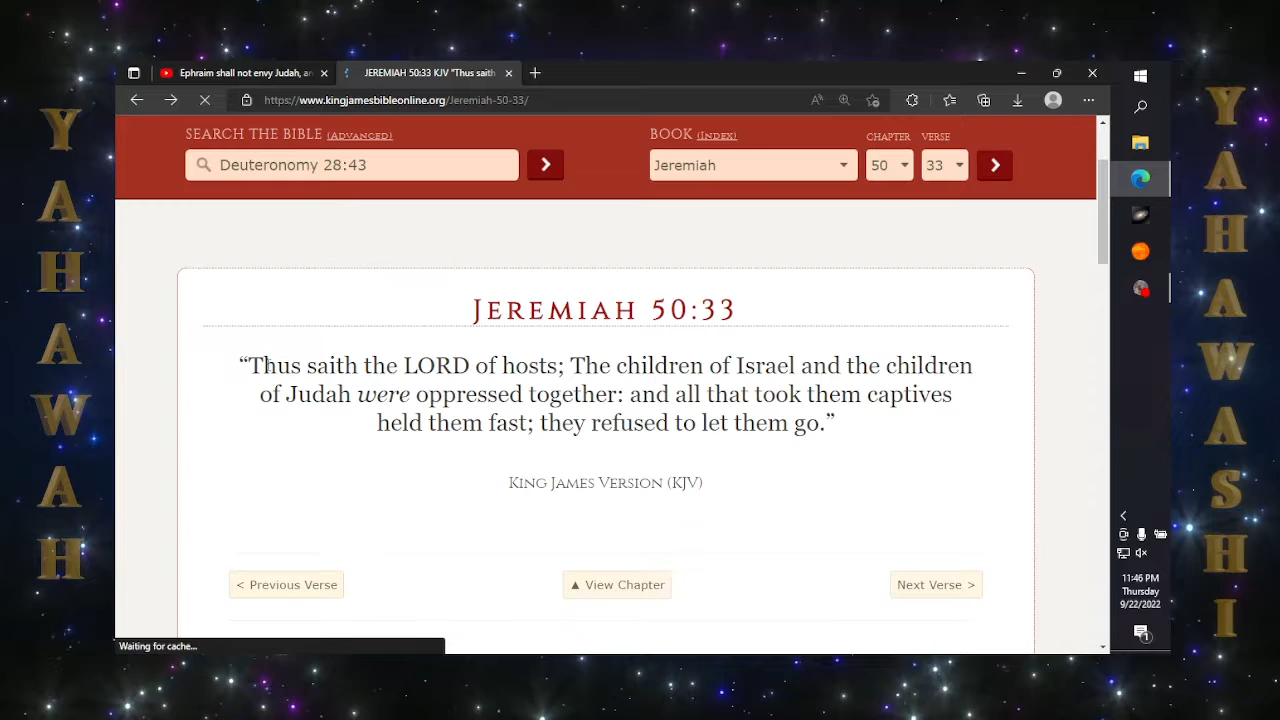 Ephraim shall not envy Judah, an
JEREMIAH 50:33 KJV "Thus saith
https://www.kingjamesbibleonline.org/Jeremiah-50-33/
SEARCH THE BIBLE (ADVANCED)
BOOK (INDEX)
CHAPTER
VERSE
Deuteronomy 28:43
Jeremiah
50
33
JEREMIAH 50:33
“Thus saith the LORD of hosts; The children of Israel and the children
of Judah were oppressed together: and all that took them captives
held them fast; they refused to let them go.”
KING JAMES VERSION (KJV)
< Previous Verse
▲ View Chapter
Next Verse >
Waiting for cache...
11:46 PM
Thursday
9/22/2022
1
Y
A
H
A
W
A
H
Y
A
H
A
W
A
S
H
I